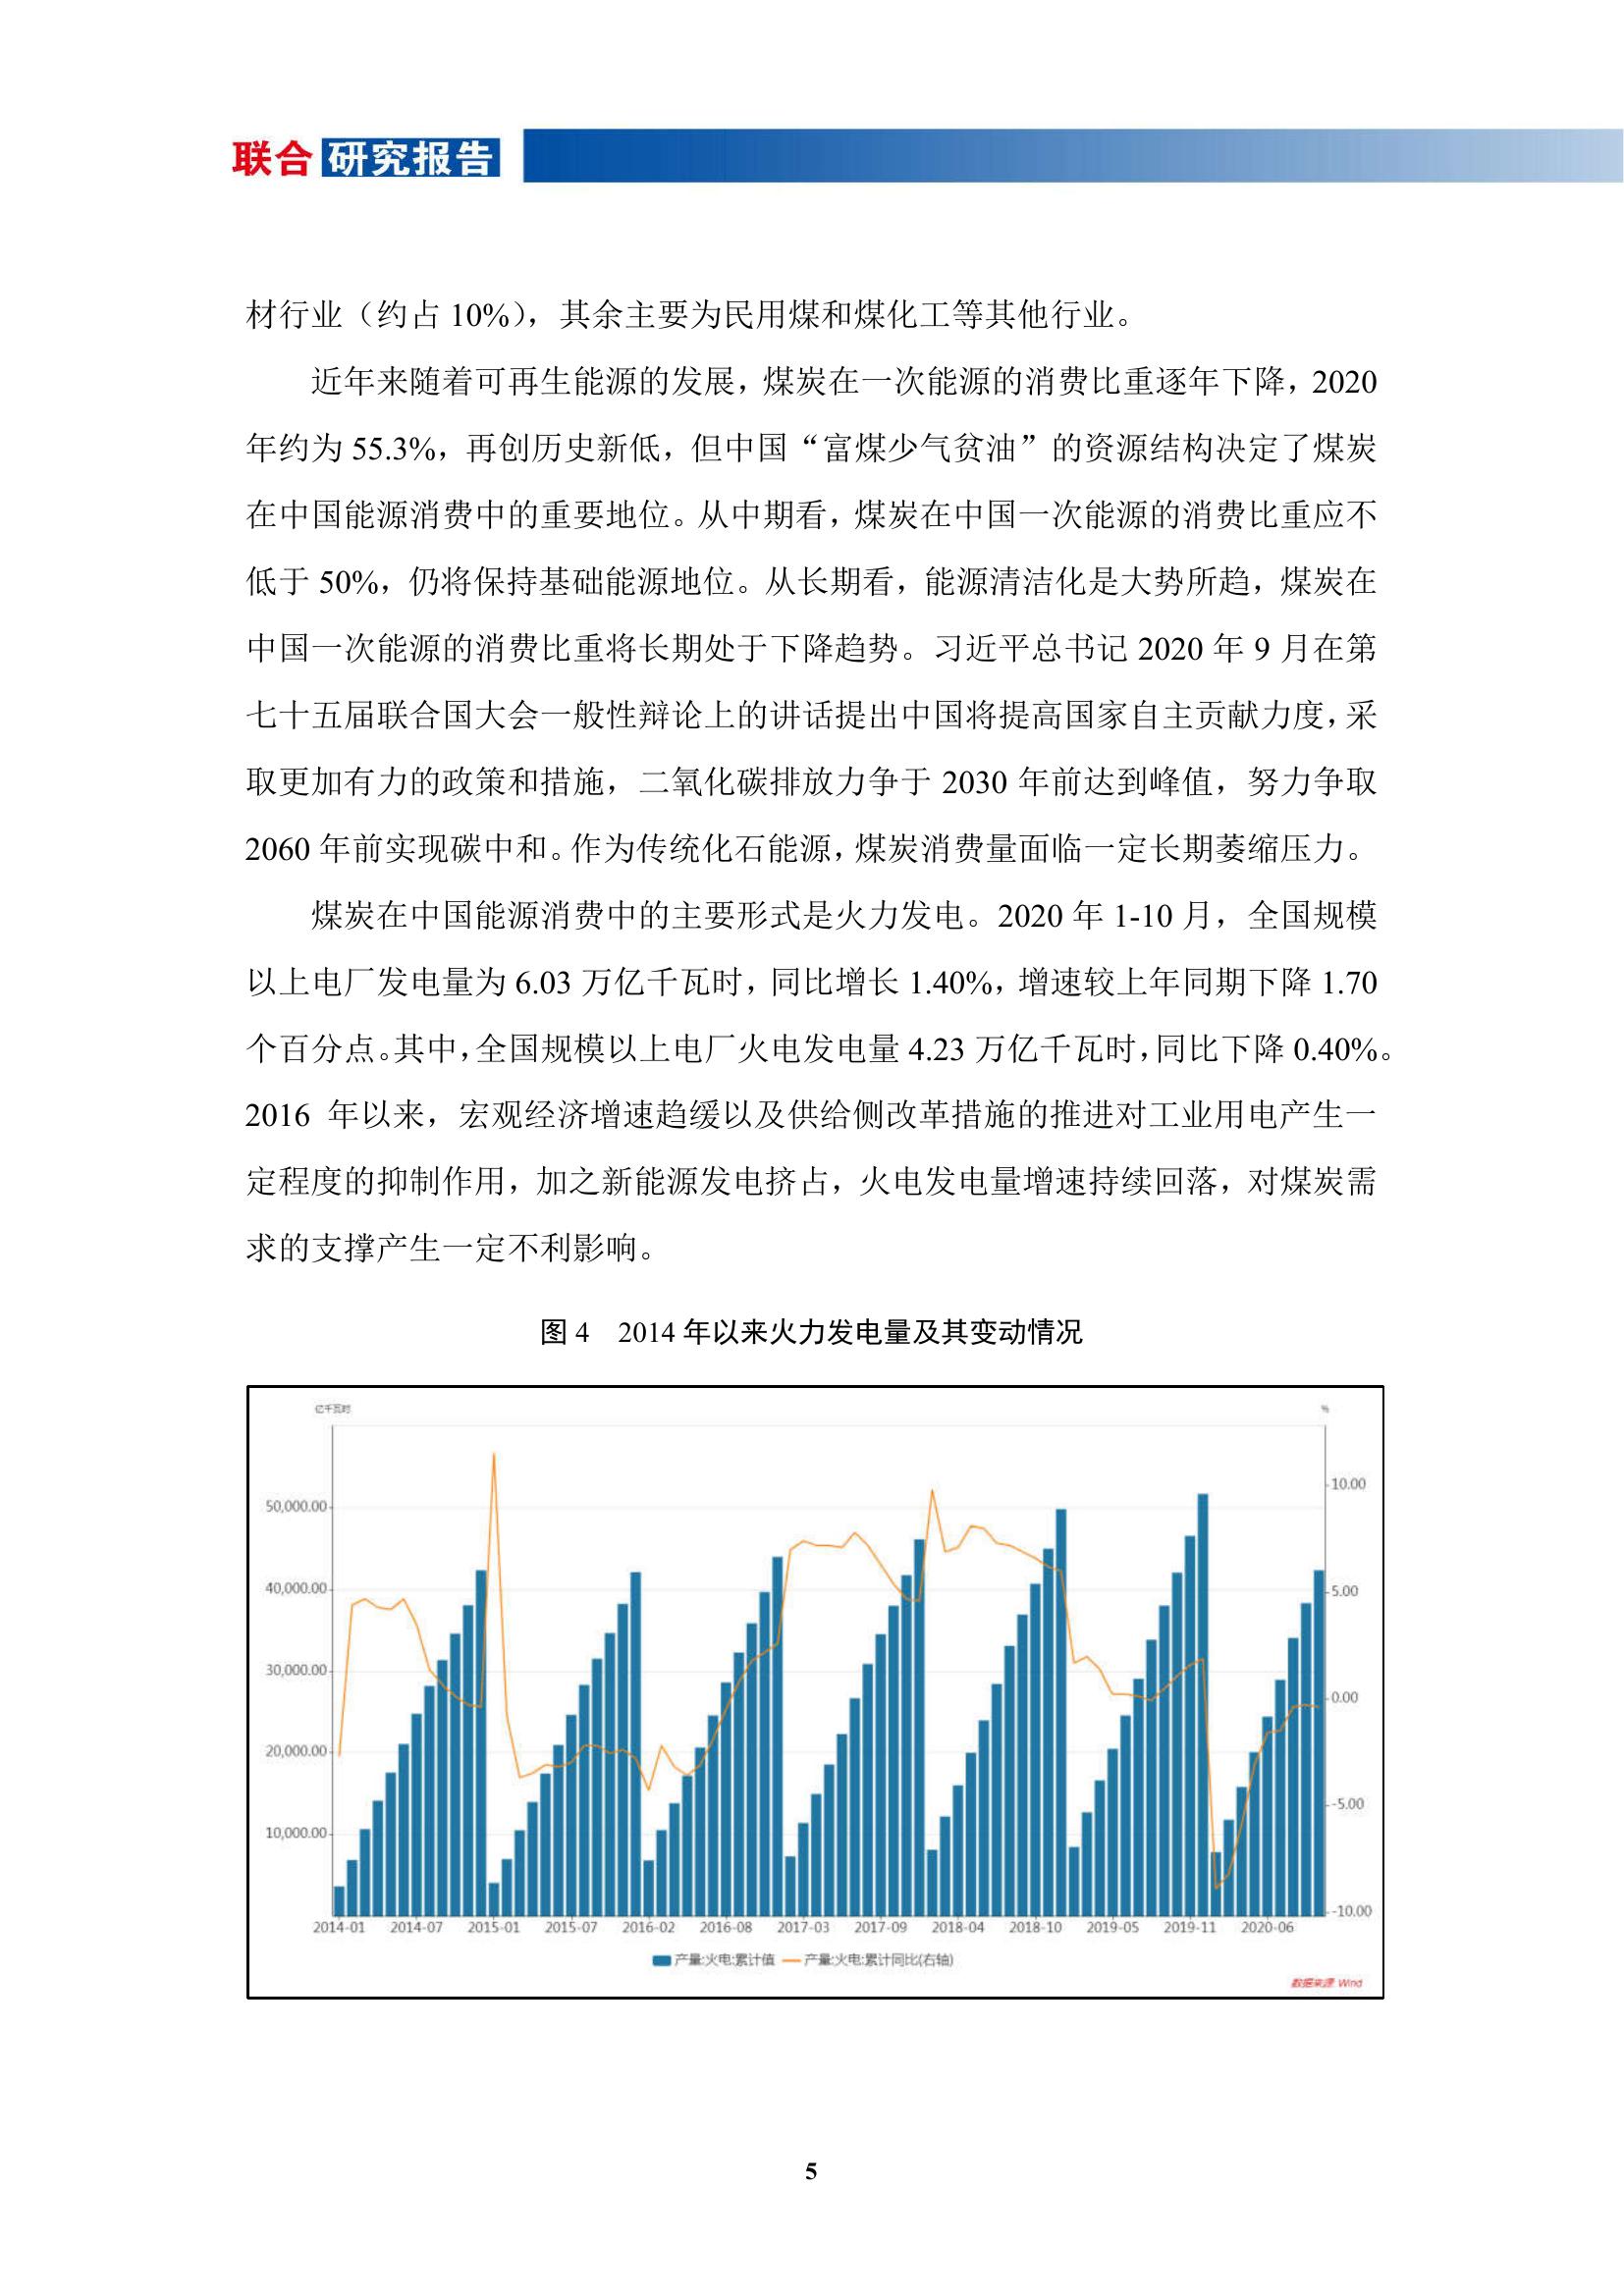 联合 研究报告
材行业（约占 10%），其余主要为民用煤和煤化工等其他行业。
近年来随着可再生能源的发展，煤炭在一次能源的消费比重逐年下降，2020
年约为 55.3%，再创历史新低，但中国“富煤少气贫油”的资源结构决定了煤炭
在中国能源消费中的重要地位。从中期看，煤炭在中国一次能源的消费比重应不
低于 50%，仍将保持基础能源地位。从长期看，能源清洁化是大势所趋，煤炭在
中国一次能源的消费比重将长期处于下降趋势。习近平总书记 2020 年 9 月在第
七十五届联合国大会一般性辩论上的讲话提出中国将提高国家自主贡献力度，采
取更加有力的政策和措施，二氧化碳排放力争于 2030 年前达到峰值，努力争取
2060 年前实现碳中和。作为传统化石能源，煤炭消费量面临一定长期萎缩压力。
煤炭在中国能源消费中的主要形式是火力发电。2020 年 1-10 月，全国规模
以上电厂发电量为 6.03 万亿千瓦时，同比增长 1.40%，增速较上年同期下降 1.70
个百分点。其中，全国规模以上电厂火电发电量 4.23 万亿千瓦时，同比下降 0.40%。
2016 年以来，宏观经济增速趋缓以及供给侧改革措施的推进对工业用电产生一
定程度的抑制作用，加之新能源发电挤占，火电发电量增速持续回落，对煤炭需
求的支撑产生一定不利影响。
图 4 2014 年以来火力发电量及其变动情况
亿千瓦时 %
50,000.00
40,000.00
30,000.00
20,000.00
10,000.00
10.00
5.00
0.00
-5.00
-10.00
2014-01 2014-07 2015-01 2015-07 2016-02 2016-08 2017-03 2017-09 2018-04 2018-10 2019-05 2019-11 2020-06
产量:火电:累计值 产量:火电:累计同比(右轴)
数据来源 Wind
5